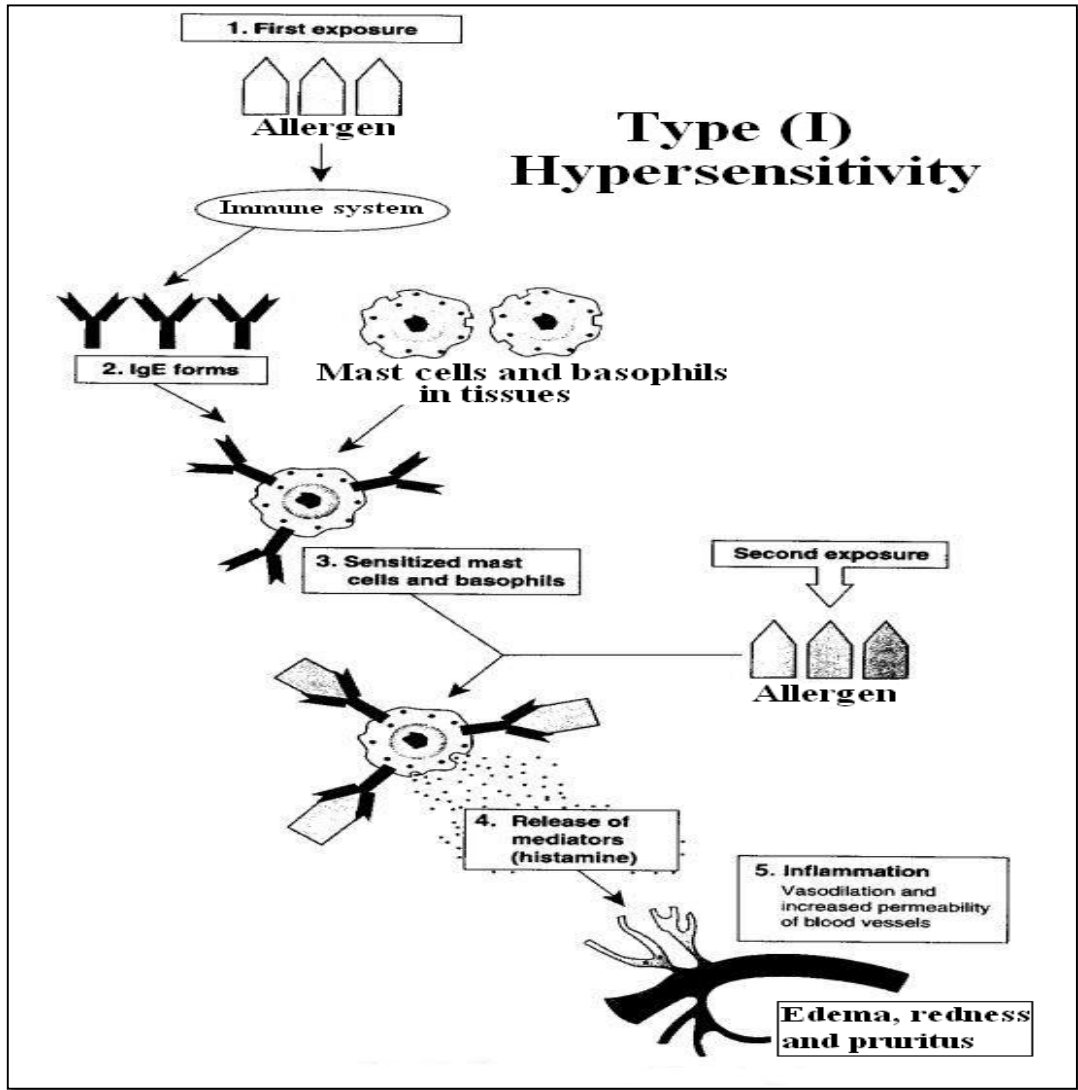 1. First exposure
Allergen
Type (I)
Hypersensitivity
Immune system
2. IgE forms
Mast cells and basophils
in tissues
3. Sensitized mast
cells and basophils
Second exposure
Allergen
4. Release of
mediators
(histamine)
5. Inflammation
Vasodilation and
increased permeability
of blood vessels
Edema, redness
and pruritus